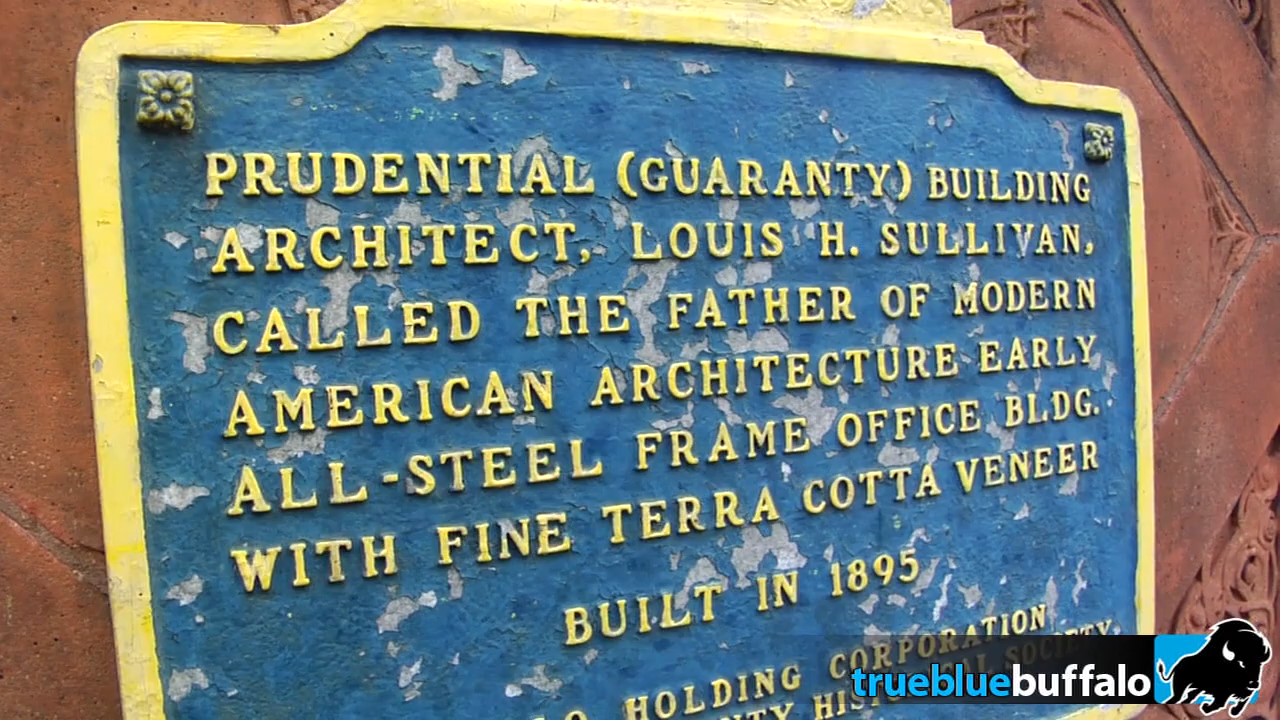 PRUDENTIAL (GUARANTY) BUILDING
ARCHITECT, LOUIS H. SULLIVAN,
CALLED THE FATHER OF MODERN
AMERICAN ARCHITECTURE EARLY
ALL-STEEL FRAME OFFICE BLDG.
WITH FINE TERRA COTTA VENEER
BUILT IN 1895
HOLDING CORPORATION
SOCIETY,
truebluebuffalo